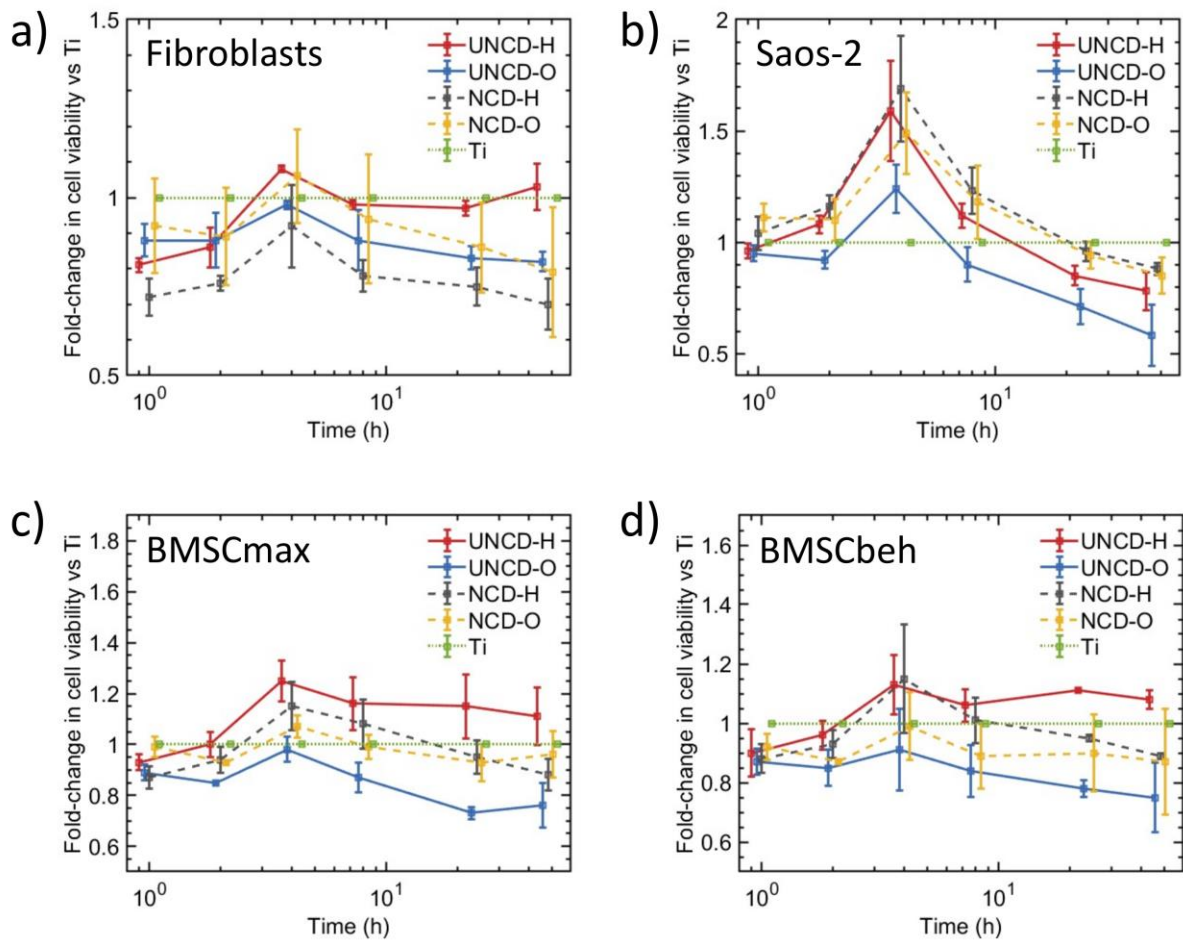 a)
Fibroblasts
UNCD-H
UNCD-O
NCD-H
NCD-O
Ti
Fold-change in cell viability vs Ti
1.5
1
0.5
10⁰
10¹
Time (h)
b)
Saos-2
UNCD-H
UNCD-O
NCD-H
NCD-O
Ti
Fold-change in cell viability vs Ti
2
1.5
1
0.5
10⁰
10¹
Time (h)
c)
BMSCmax
UNCD-H
UNCD-O
NCD-H
NCD-O
Ti
Fold-change in cell viability vs Ti
1.8
1.6
1.4
1.2
1
0.8
0.6
10⁰
10¹
Time (h)
d)
BMSCbeh
UNCD-H
UNCD-O
NCD-H
NCD-O
Ti
Fold-change in cell viability vs Ti
1.6
1.4
1.2
1
0.8
0.6
10⁰
10¹
Time (h)